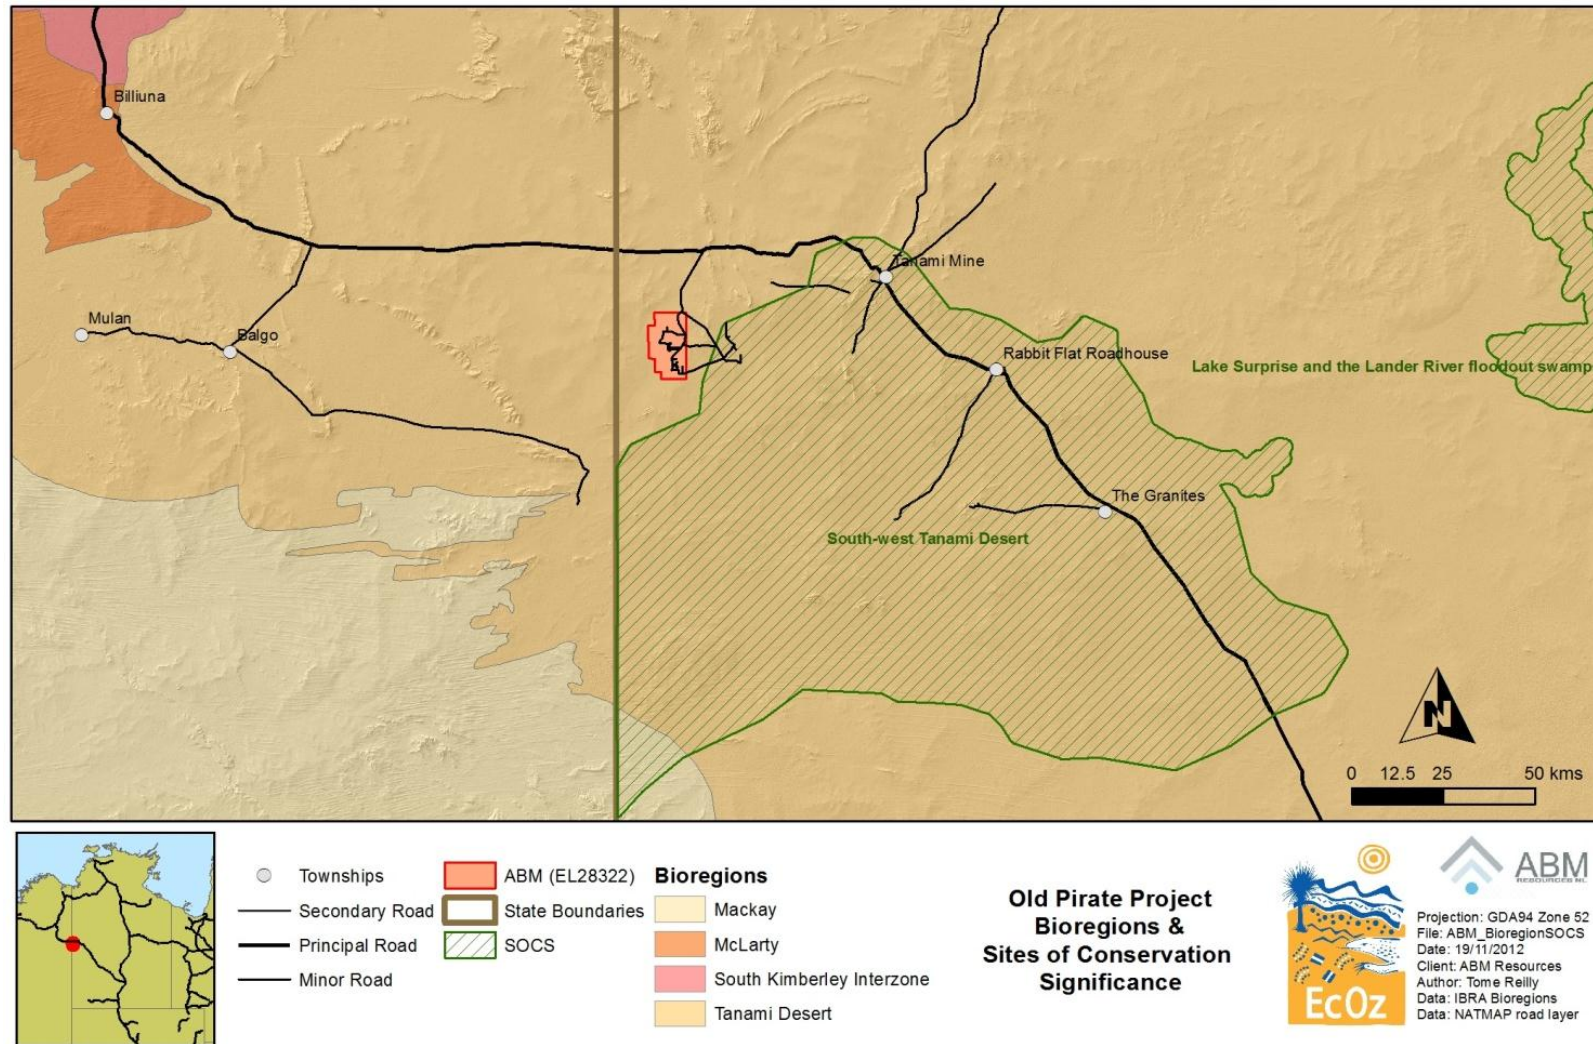 Billiuna
Tanami Mine
Mulan
Balgo
Rabbit Flat Roadhouse
Lake Surprise and the Lander River floodout swamp
The Granites
South-west Tanami Desert
N
0 12.5 25 50 kms
Townships
Secondary Road
Principal Road
Minor Road
ABM (EL28322)
State Boundaries
SOCS
Bioregions
Mackay
McLarty
South Kimberley Interzone
Tanami Desert
Old Pirate Project
Bioregions &
Sites of Conservation
Significance
EcOz
ABM
RESOURCES NL
Projection: GDA94 Zone 52
File: ABM_BioregionSOCS
Date: 19/11/2012
Client: ABM Resources
Author: Tome Reilly
Data: IBRA Bioregions
Data: NATMAP road layer